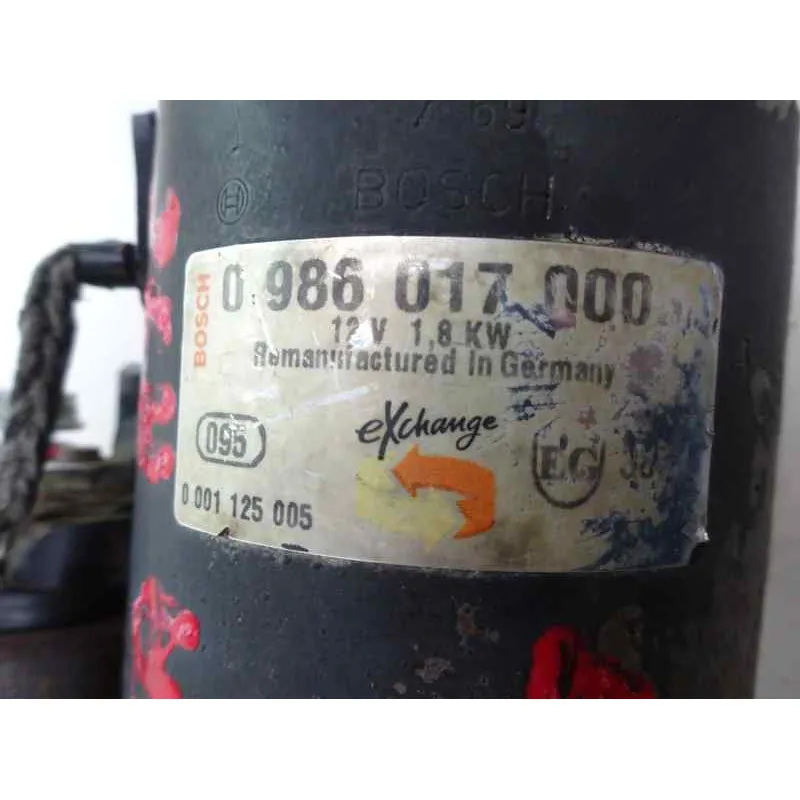 BOSCH
BOSCH
0 986 017 000
12 V 1,8 KW
Remanufactured in Germany
eXchange
095
EG
0 001 125 005